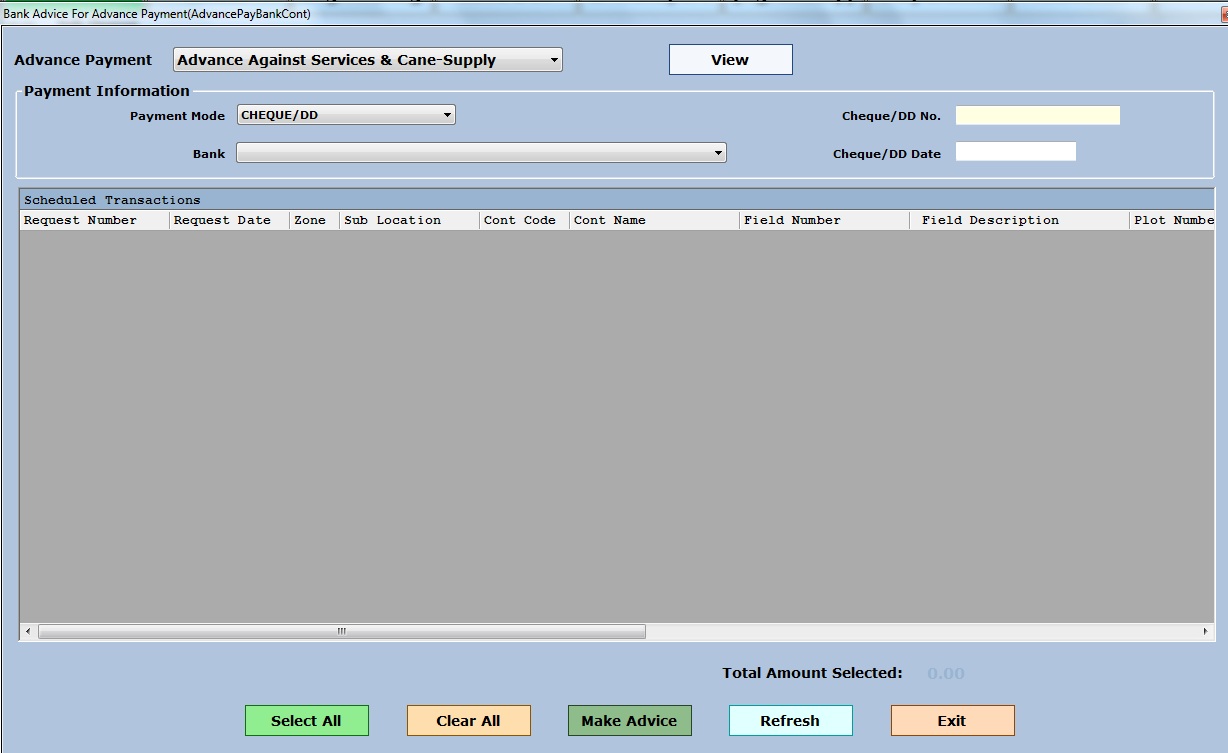 Bank Advice For Advance Payment(AdvancePayBankCont)
Advance Payment Advance Against Services & Cane-Supply View
Payment Information
Payment Mode CHEQUE/DD Cheque/DD No.
Bank Cheque/DD Date
Scheduled Transactions
Request Number Request Date Zone Sub Location Cont Code Cont Name Field Number Field Description Plot Numbe
Total Amount Selected: 0.00
Select All Clear All Make Advice Refresh Exit